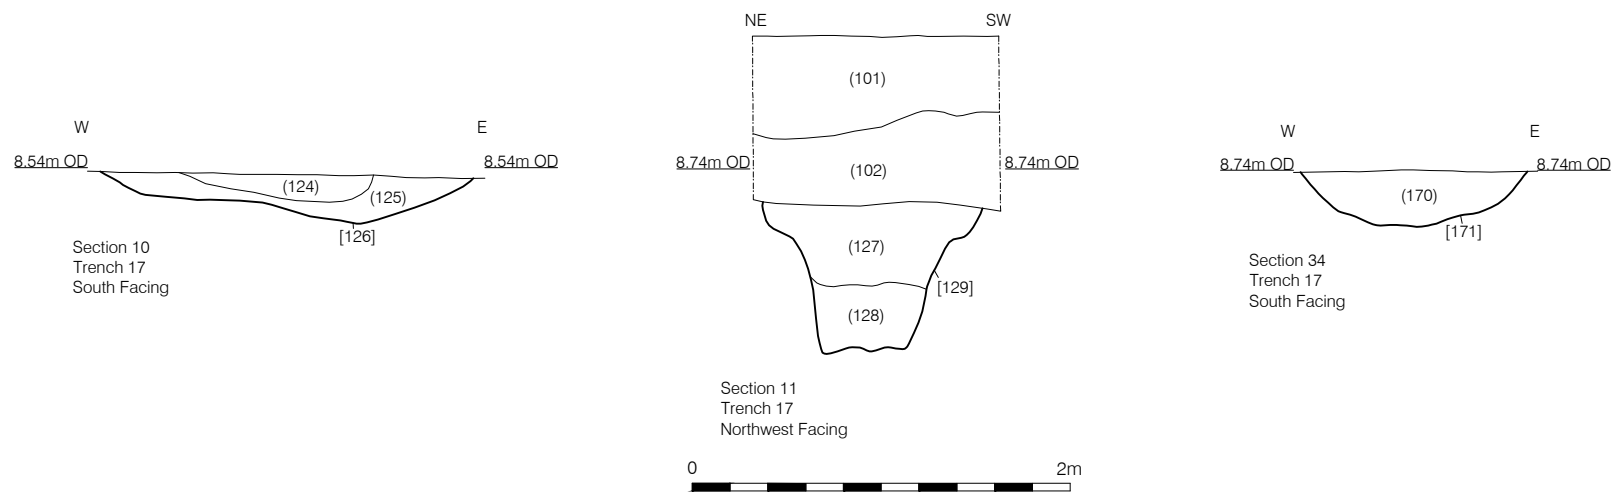 W
E
8.54m OD
8.54m OD
(124)
(125)
[126]
Section 10
Trench 17
South Facing
NE
SW
(101)
8.74m OD
8.74m OD
(102)
(127)
[129]
(128)
Section 11
Trench 17
Northwest Facing
W
E
8.74m OD
8.74m OD
(170)
[171]
Section 34
Trench 17
South Facing
0
2m